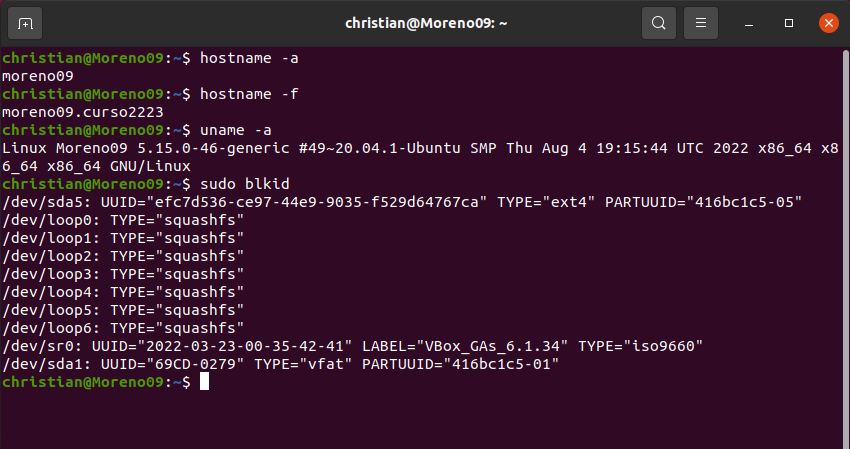 christian@Moreno09: ~
christian@Moreno09:~$ hostname -a
moreno09
christian@Moreno09:~$ hostname -f
moreno09.curso2223
christian@Moreno09:~$ uname -a
Linux Moreno09 5.15.0-46-generic #49~20.04.1-Ubuntu SMP Thu Aug 4 19:15:44 UTC 2022 x86_64 x8
6_64 x86_64 GNU/Linux
christian@Moreno09:~$ sudo blkid
/dev/sda5: UUID="efc7d536-ce97-44e9-9035-f529d64767ca" TYPE="ext4" PARTUUID="416bc1c5-05"
/dev/loop0: TYPE="squashfs"
/dev/loop1: TYPE="squashfs"
/dev/loop2: TYPE="squashfs"
/dev/loop3: TYPE="squashfs"
/dev/loop4: TYPE="squashfs"
/dev/loop5: TYPE="squashfs"
/dev/loop6: TYPE="squashfs"
/dev/sr0: UUID="2022-03-23-00-35-42-41" LABEL="VBox_GAs_6.1.34" TYPE="iso9660"
/dev/sda1: UUID="69CD-0279" TYPE="vfat" PARTUUID="416bc1c5-01"
christian@Moreno09:~$